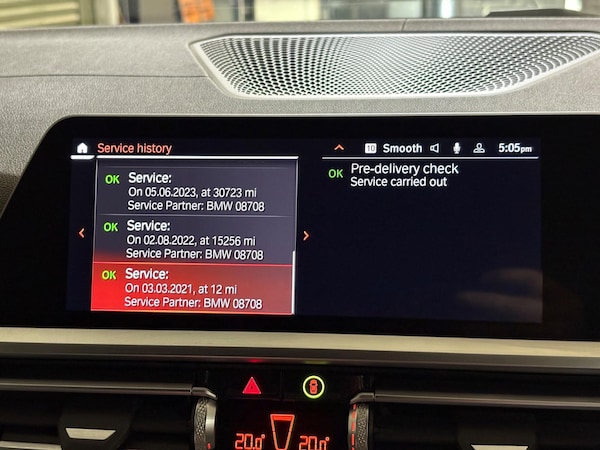 Service history
10 Smooth 5:05pm
OK Service:
On 05.06.2023, at 30723 mi
Service Partner: BMW 08708
OK Service:
On 02.08.2022, at 15256 mi
Service Partner: BMW 08708
OK Service:
On 03.03.2021, at 12 mi
Service Partner: BMW 08708
OK Pre-delivery check
Service carried out
20.0 20.0